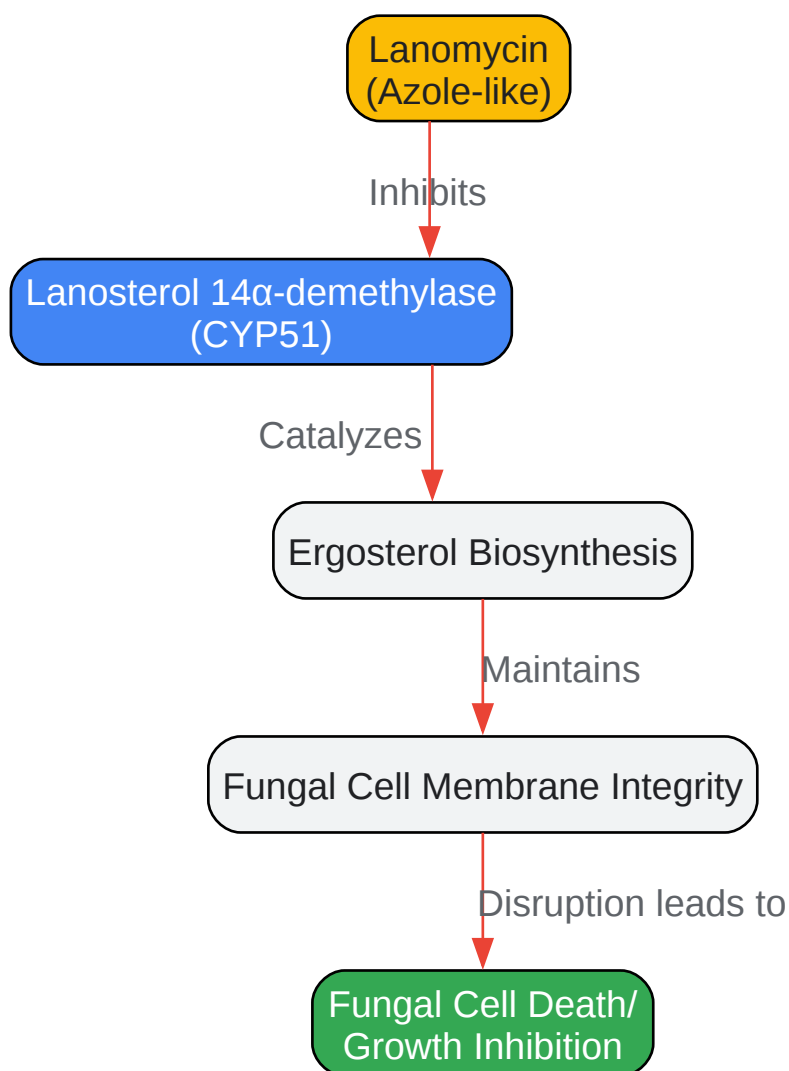 Lanomycin
(Azole-like)
Inhibits
Lanosterol 14α-demethylase
(CYP51)
Catalyzes
Ergosterol Biosynthesis
Maintains
Fungal Cell Membrane Integrity
Disruption leads to
Fungal Cell Death/
Growth Inhibition